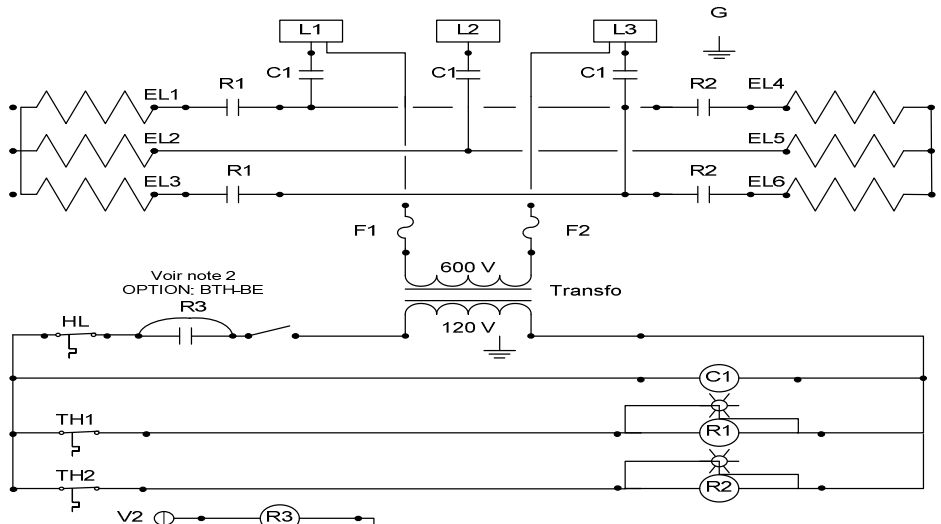 G
L1 L2 L3
C1 C1 C1
R1 R2
EL1 EL4
EL2 EL5
R1 R2
EL3 EL6
F1 F2
Voir note 2
OPTION: BTH-BE
600 V
Transfo
R3
HL
120 V
C1
TH1
R1
TH2
R2
V2 R3